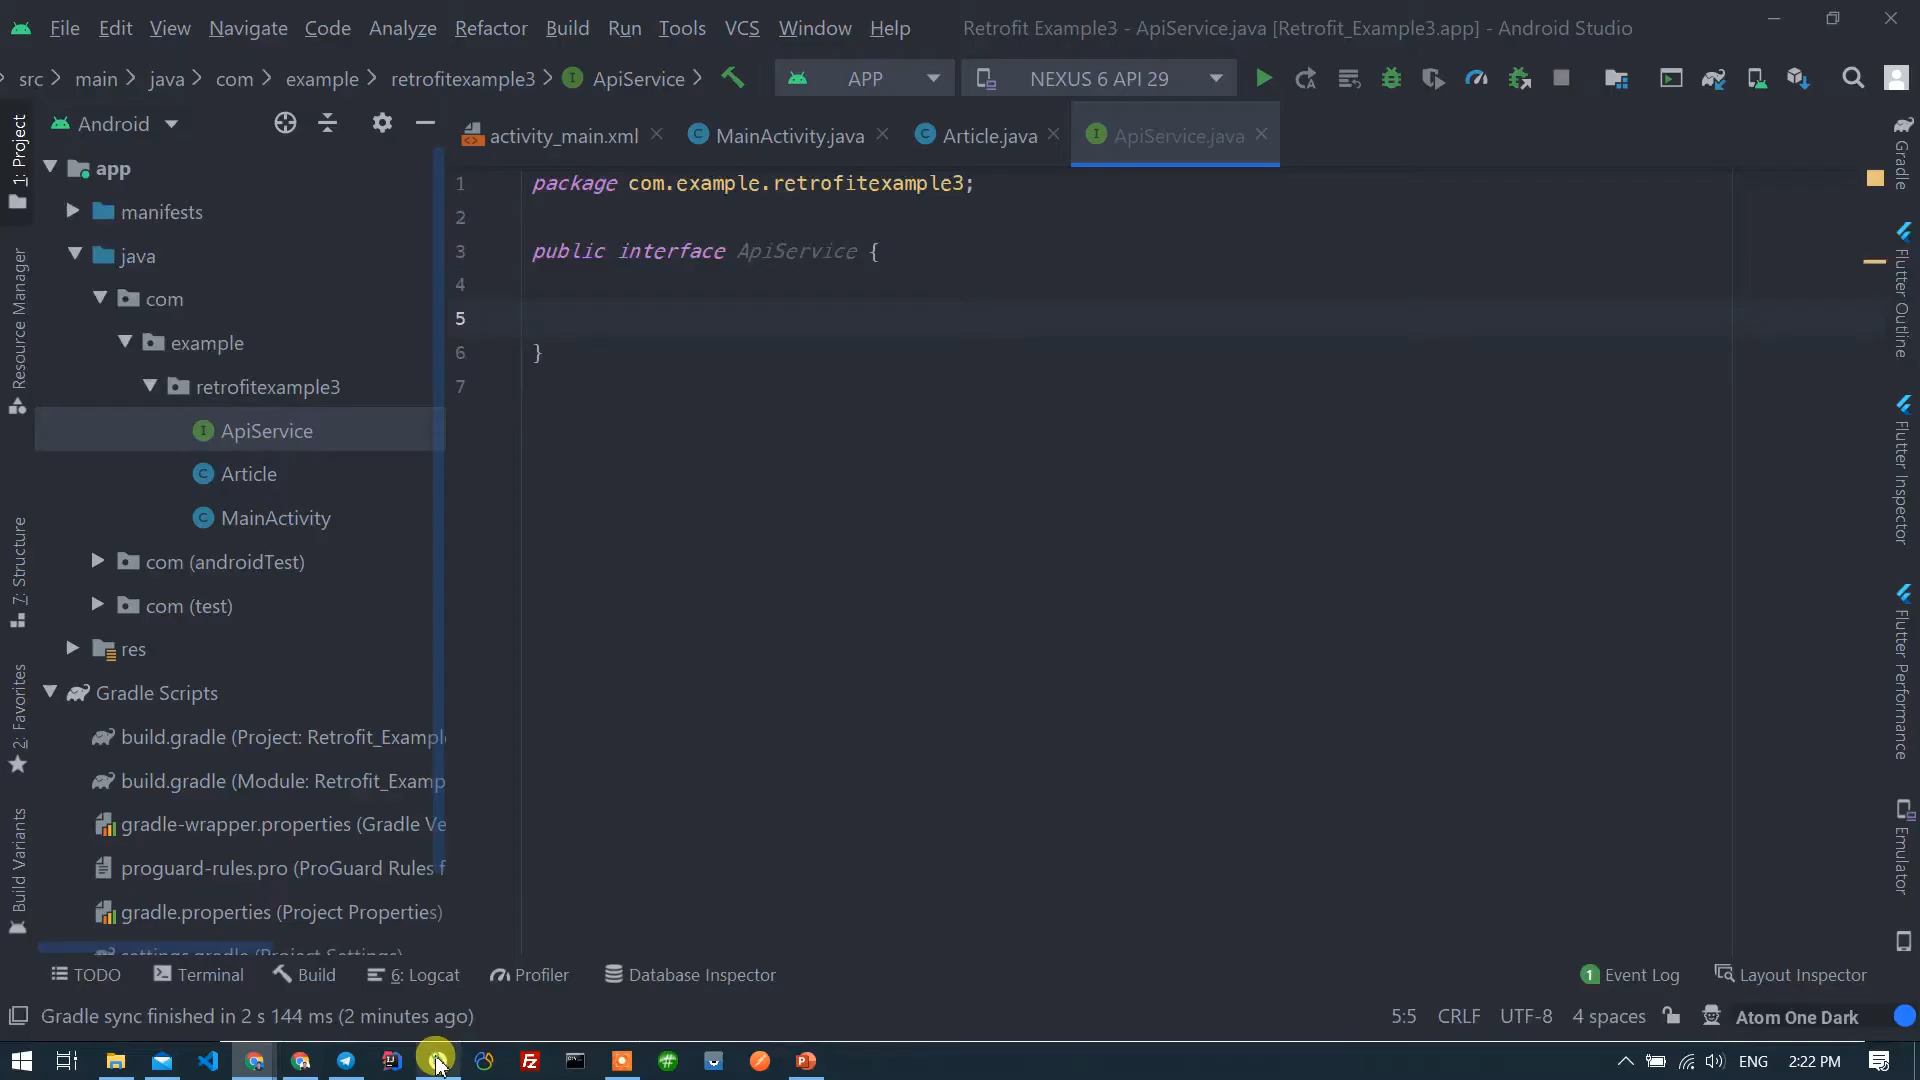 File Edit View Navigate Code Analyze Refactor Build Run Tools VCS Window Help Retrofit Example3 - ApiService.java [Retrofit_Example3.app] - Android Studio
src main java com example retrofitexample3 ApiService APP NEXUS 6 API 29
Android
activity_main.xml MainActivity.java Article.java ApiService.java
1: Project
Resource Manager
7: Structure
2: Favorites
Build Variants
app
manifests
java
com
example
retrofitexample3
ApiService
Article
MainActivity
com (androidTest)
com (test)
res
Gradle Scripts
build.gradle (Project: Retrofit_Exampl
build.gradle (Module: Retrofit_Examp
gradle-wrapper.properties (Gradle Ve
proguard-rules.pro (ProGuard Rules f
gradle.properties (Project Properties)
settings.gradle (Project Settings)
1 package com.example.retrofitexample3;
2
3 public interface ApiService {
4
5
6 }
7
Gradle
Flutter Outline
Flutter Inspector
Flutter Performance
Emulator
TODO Terminal Build 6: Logcat Profiler Database Inspector 1 Event Log Layout Inspector
Gradle sync finished in 2 s 144 ms (2 minutes ago) 5:5 CRLF UTF-8 4 spaces Atom One Dark
ENG 2:22 PM